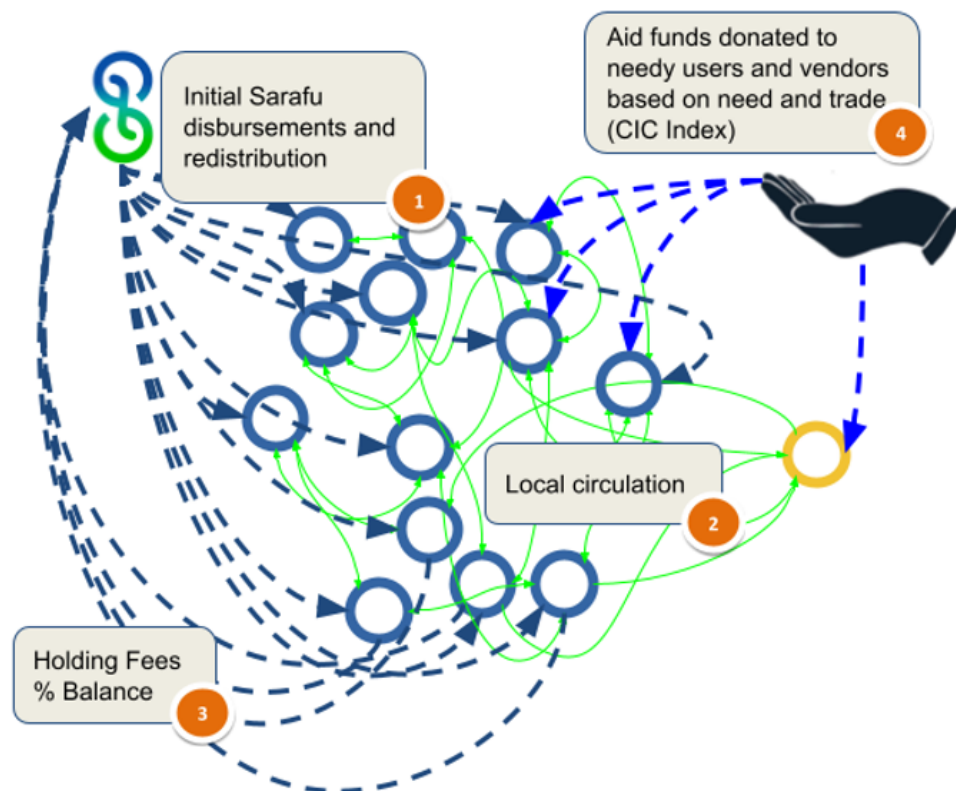 Initial Sarafu
disbursements and
redistribution
1
Aid funds donated to
needy users and vendors
based on need and trade
(CIC Index)
4
Local circulation
2
Holding Fees
% Balance
3